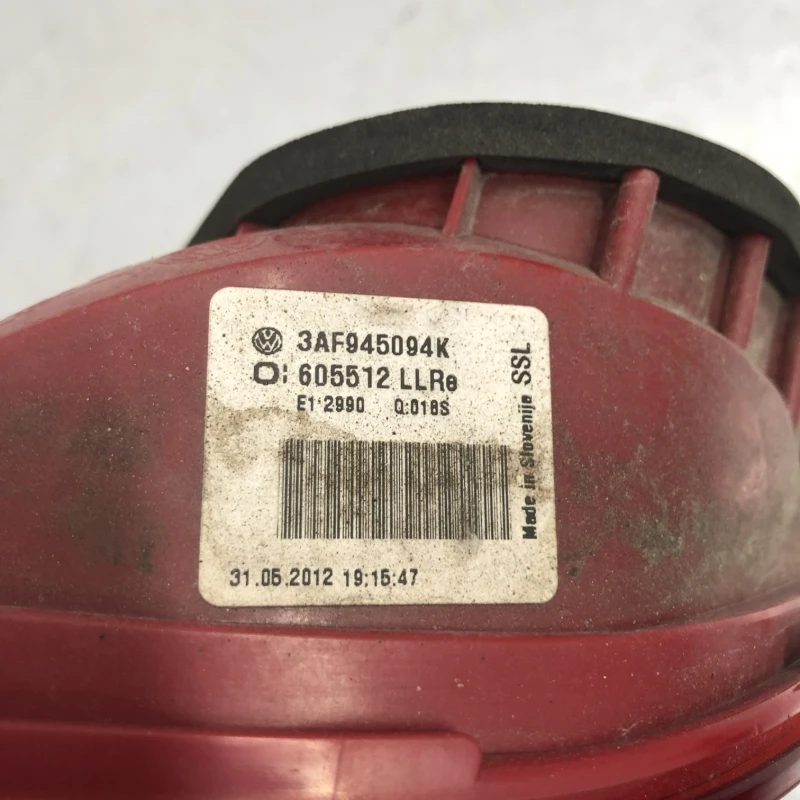 3AF945094K
605512 LLRe
E1 2990 Q:018S
31.05.2012 19:15:47
Made in Slovenija SSL